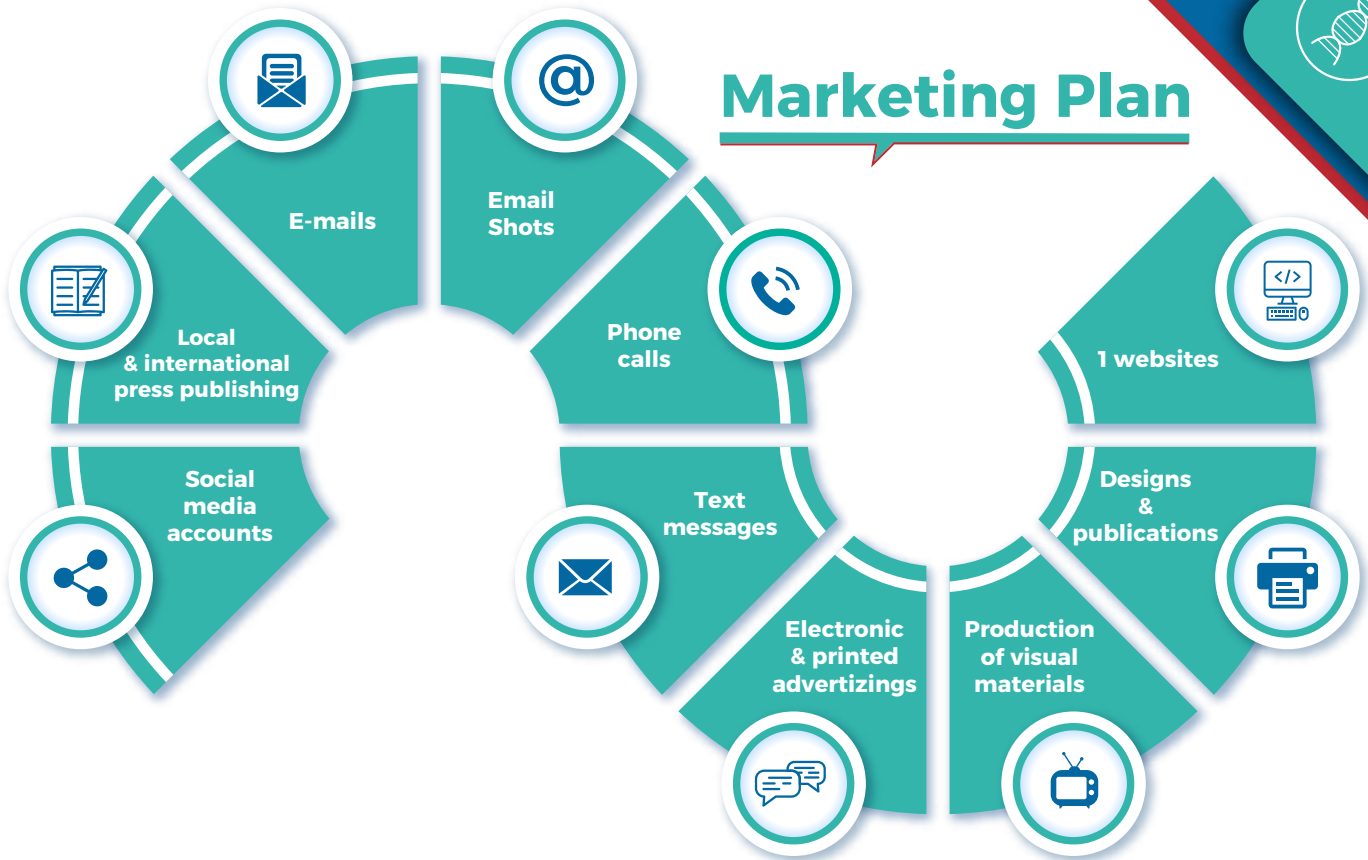 Marketing Plan
E-mails
Email
Shots
Local
& international
press publishing
Phone
calls
1 websites
Social
media
accounts
Text
messages
Designs
&
publications
Electronic
& printed
advertizings
Production
of visual
materials
@
</>